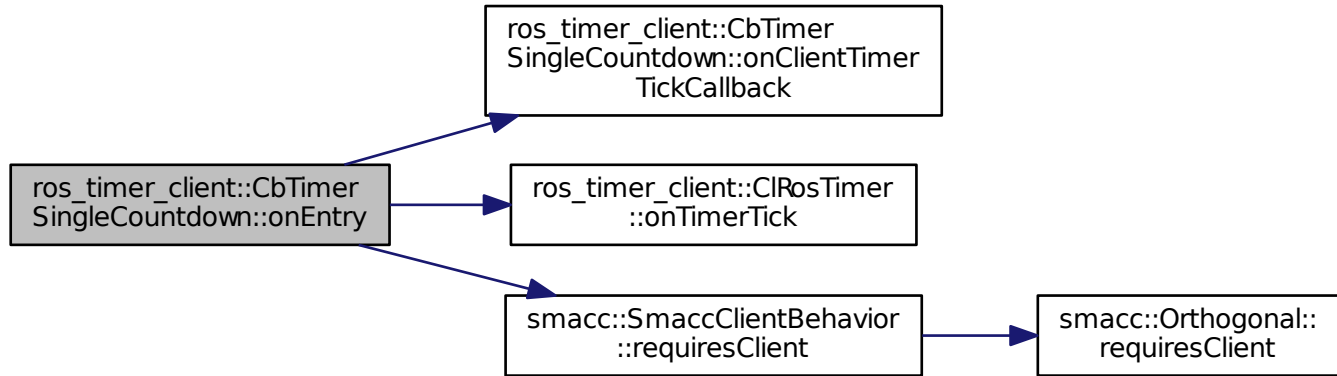 ros_timer_client::CbTimer
SingleCountdown::onClientTimer
TickCallback
ros_timer_client::CbTimer
SingleCountdown::onEntry
ros_timer_client::ClRosTimer
::onTimerTick
smacc::SmaccClientBehavior
::requiresClient
smacc::Orthogonal::
requiresClient